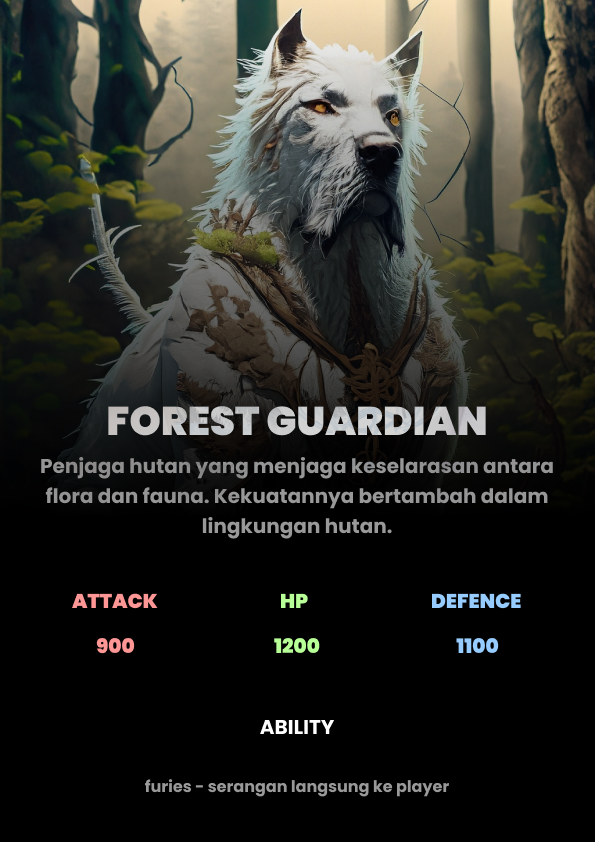 FOREST GUARDIAN
Penjaga hutan yang menjaga keselarasan antara
flora dan fauna. Kekuatannya bertambah dalam
lingkungan hutan.
ATTACK HP DEFENCE
900 1200 1100
ABILITY
furies - serangan langsung ke player